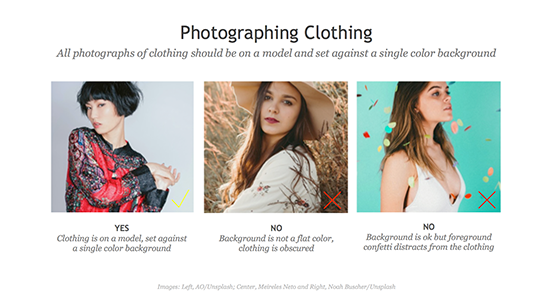 Photographing Clothing
All photographs of clothing should be on a model and set against a single color background
YES
Clothing is on a model, set against
a single color background
NO
Background is not a flat color,
clothing is obscured
NO
Background is ok but foreground
confetti distracts from the clothing
Images: Left, AO/Unsplash; Center, Meireles Neto and Right, Noah Buscher/Unsplash